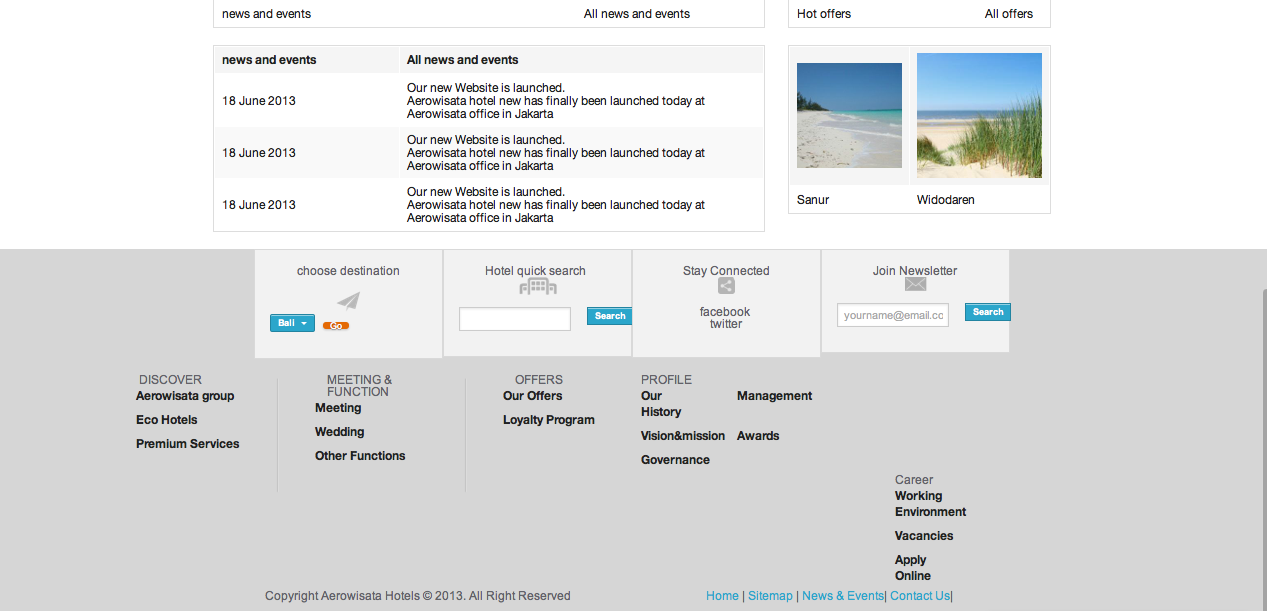 news and events All news and events
Hot offers All offers
news and events All news and events
18 June 2013
Our new Website is launched.
Aerowisata hotel new has finally been launched today at
Aerowisata office in Jakarta
18 June 2013
Our new Website is launched.
Aerowisata hotel new has finally been launched today at
Aerowisata office in Jakarta
18 June 2013
Our new Website is launched.
Aerowisata hotel new has finally been launched today at
Aerowisata office in Jakarta
Sanur Widodaren
choose destination
Bali Go
Hotel quick search
Search
Stay Connected
facebook
twitter
Join Newsletter
yourname@email.cc Search
DISCOVER
Aerowisata group
Eco Hotels
Premium Services
MEETING &
FUNCTION
Meeting
Wedding
Other Functions
OFFERS
Our Offers
Loyalty Program
PROFILE
Our
History
Management
Vision&mission Awards
Governance
Career
Working
Environment
Vacancies
Apply
Online
Copyright Aerowisata Hotels © 2013. All Right Reserved
Home | Sitemap | News & Events| Contact Us|